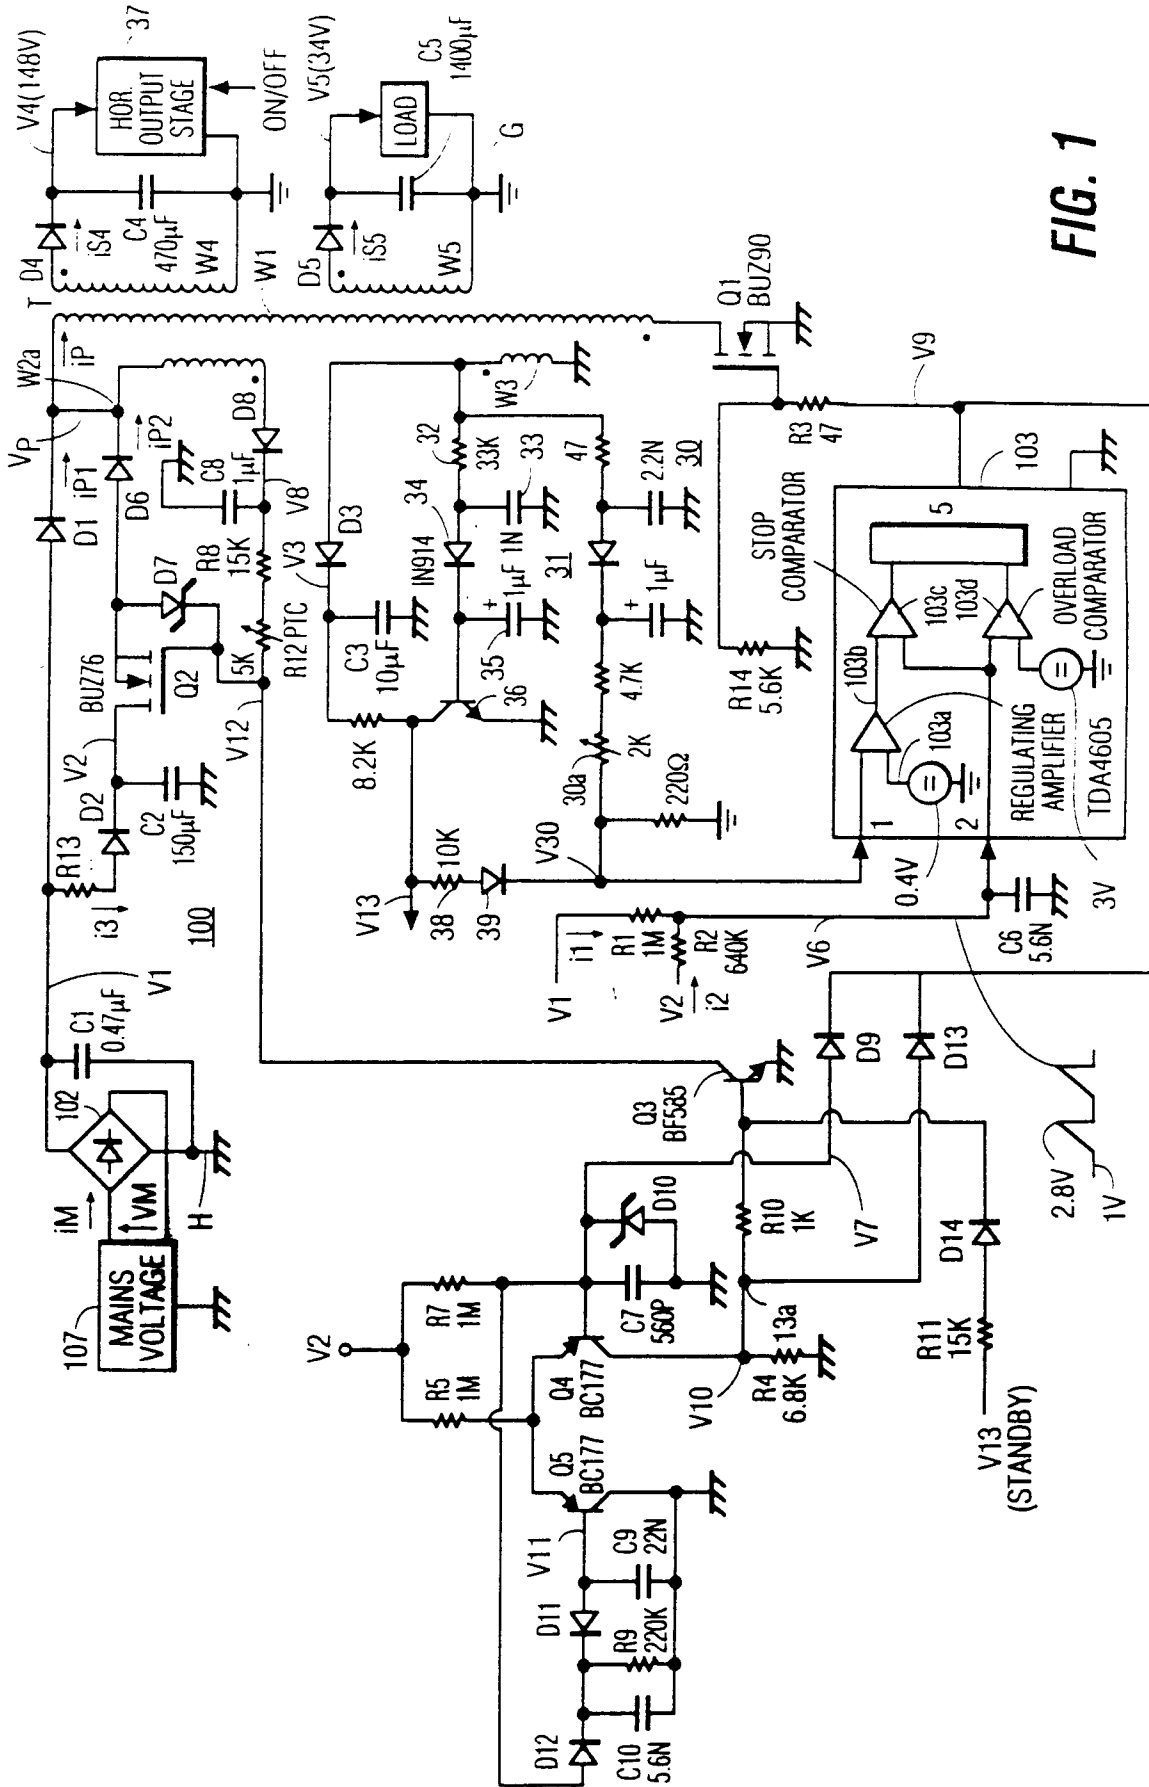 107
MAINS
VOLTAGE
iM
VM
H
102
C1
0.47µF
V1
100
i3
R13
D2
C2
150µF
V2
BUZ76
Q2
V12
D7
D6
iP1
D1
VP
W2a
iP2
iP
T
C8
1µF
D8
V8
R8
15K
R12 PTC
5K
W1
D4
iS4
C4
470µF
W4
V4(148V)
HOR.
OUTPUT
STAGE
37
ON/OFF
D5
iS5
W5
V5(34V)
LOAD
C5
1400µF
G
D3
V3
C3
10µF
8.2K
V13
38
10K
39
36
35
1µF
1N914
34
1N
33
33K
32
W3
31
30
47
2.2N
1µF
4.7K
30a
2K
220Ω
V30
Q1
BUZ90
R3
47
R14
5.6K
V9
STOP
COMPARATOR
103
5
103c
103d
103b
103a
OVERLOAD
COMPARATOR
REGULATING
AMPLIFIER
TDA4605
1
2
0.4V
3V
V1
i1
R1
1M
R2
640K
V2
i2
V6
C6
5.6N
V2
R5
1M
R7
1M
Q5
BC177
Q4
BC177
V11
D11
D12
C9
22N
R9
220K
C10
5.6N
C7
560P
D10
V10
R4
6.8K
13a
R10
1K
Q3
BF585
D9
D13
V7
V13
(STANDBY)
R11
15K
D14
2.8V
1V
FIG. 1